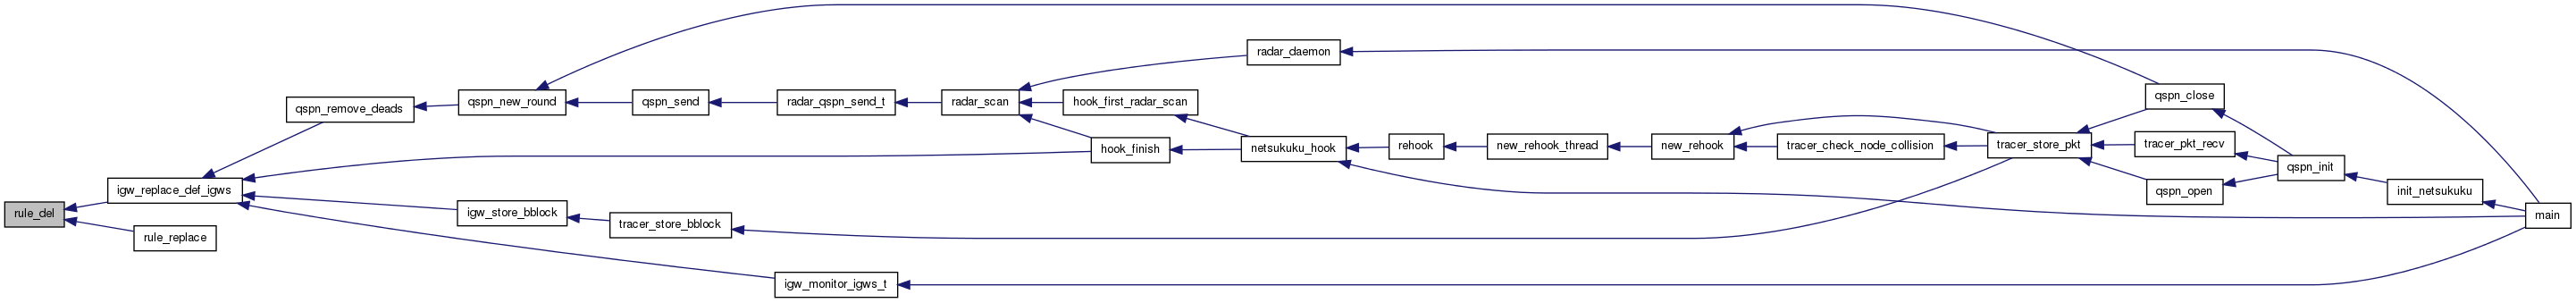 rule_del
igw_replace_def_igws
rule_replace
qspn_remove_deads
qspn_new_round
qspn_send
radar_qspn_send_t
radar_scan
radar_daemon
hook_first_radar_scan
hook_finish
netsukuku_hook
rehook
new_rehook_thread
new_rehook
tracer_check_node_collision
tracer_store_pkt
qspn_close
tracer_pkt_recv
qspn_open
qspn_init
init_netsukuku
main
igw_store_bblock
tracer_store_bblock
igw_monitor_igws_t